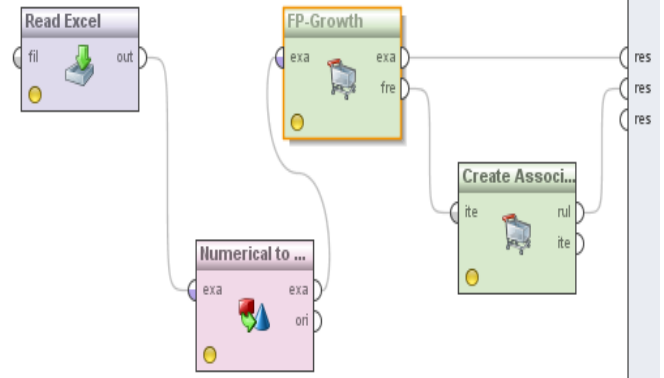 Read Excel
fil
out
FP-Growth
exa
exa
fre
res
res
res
Create Associ...
ite
rul
ite
Numerical to ...
exa
exa
ori